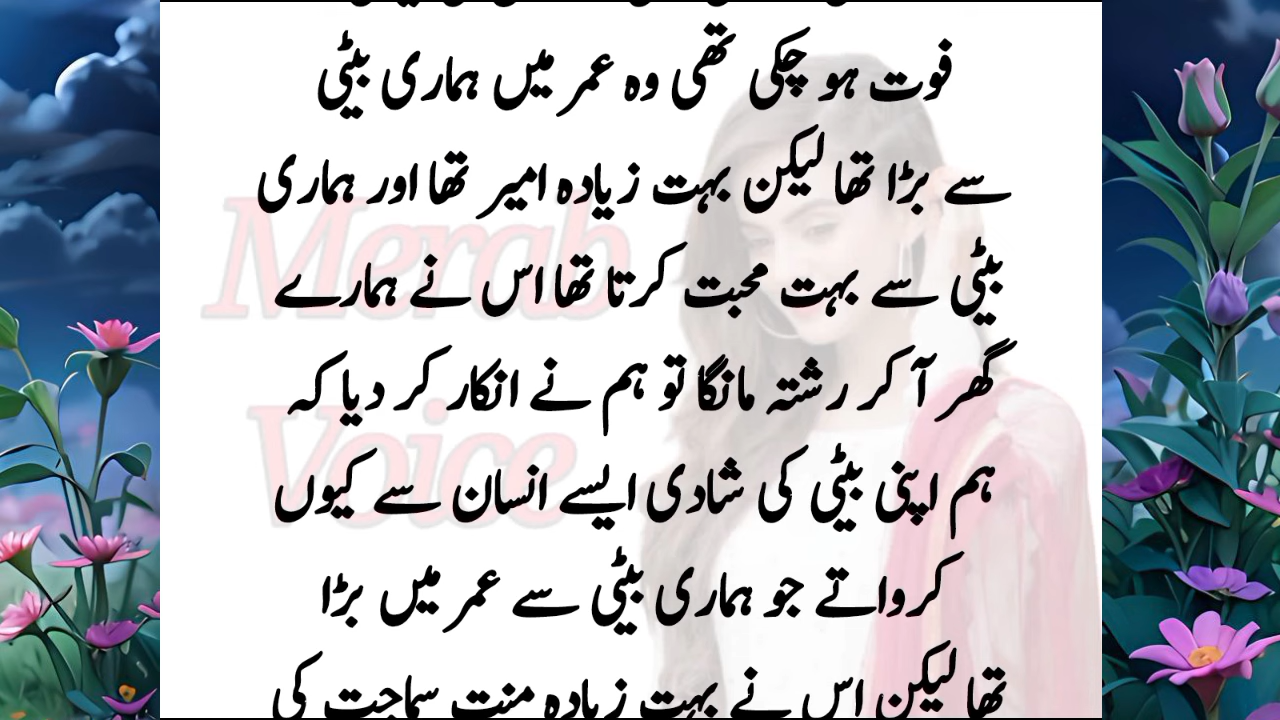 فوت ہو چکی تھی وہ عمر میں ہماری بیٹی
سے بڑا تھا لیکن بہت زیادہ امیر تھا اور ہماری
بیٹی سے بہت محبت کرتا تھا اس نے ہمارے
گھر آ کر رشتہ مانگا تو ہم نے انکار کر دیا کہ
ہم اپنی بیٹی کی شادی ایسے انسان سے کیوں
کرواتے جو ہماری بیٹی سے عمر میں بڑا
تھا لیکن اس نے بہت زیادہ منت سماجت کی
Merab
Voice